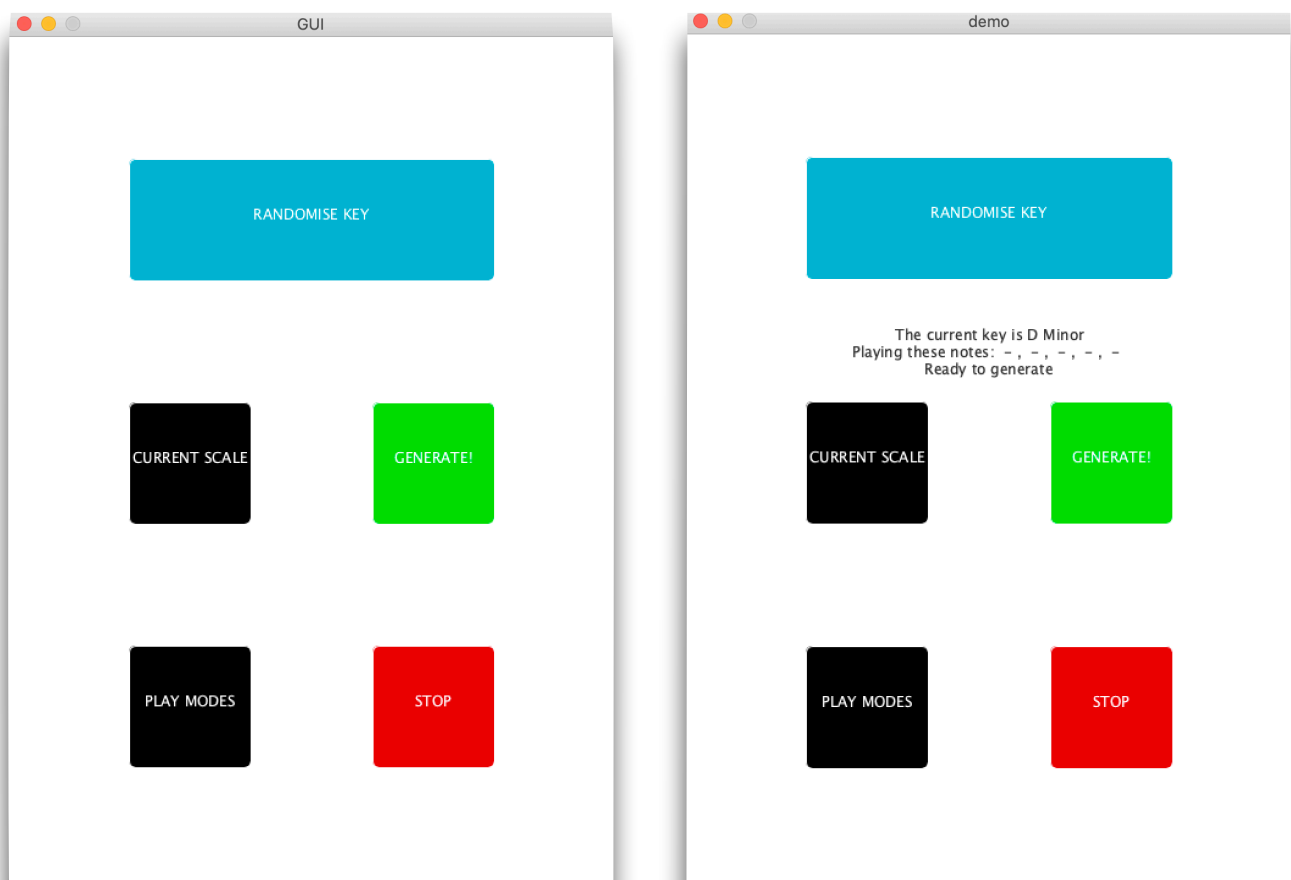 GUI
RANDOMISE KEY
CURRENT SCALE
GENERATE!
PLAY MODES
STOP
demo
RANDOMISE KEY
The current key is D Minor
Playing these notes: - , - , - , - , -
Ready to generate
CURRENT SCALE
GENERATE!
PLAY MODES
STOP